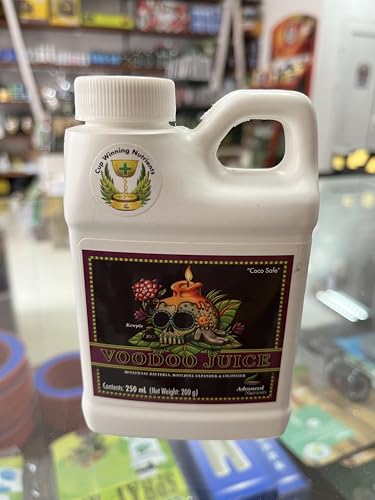 Cup Winning Nutrients
"Coco Safe"
VOODOO JUICE
BENEFICIAL BACTERIA, ROOTZONE EXPANDER & COLONIZER
Contents: 250 mL (Net Weight: 200 g)
Advanced
Nutrients